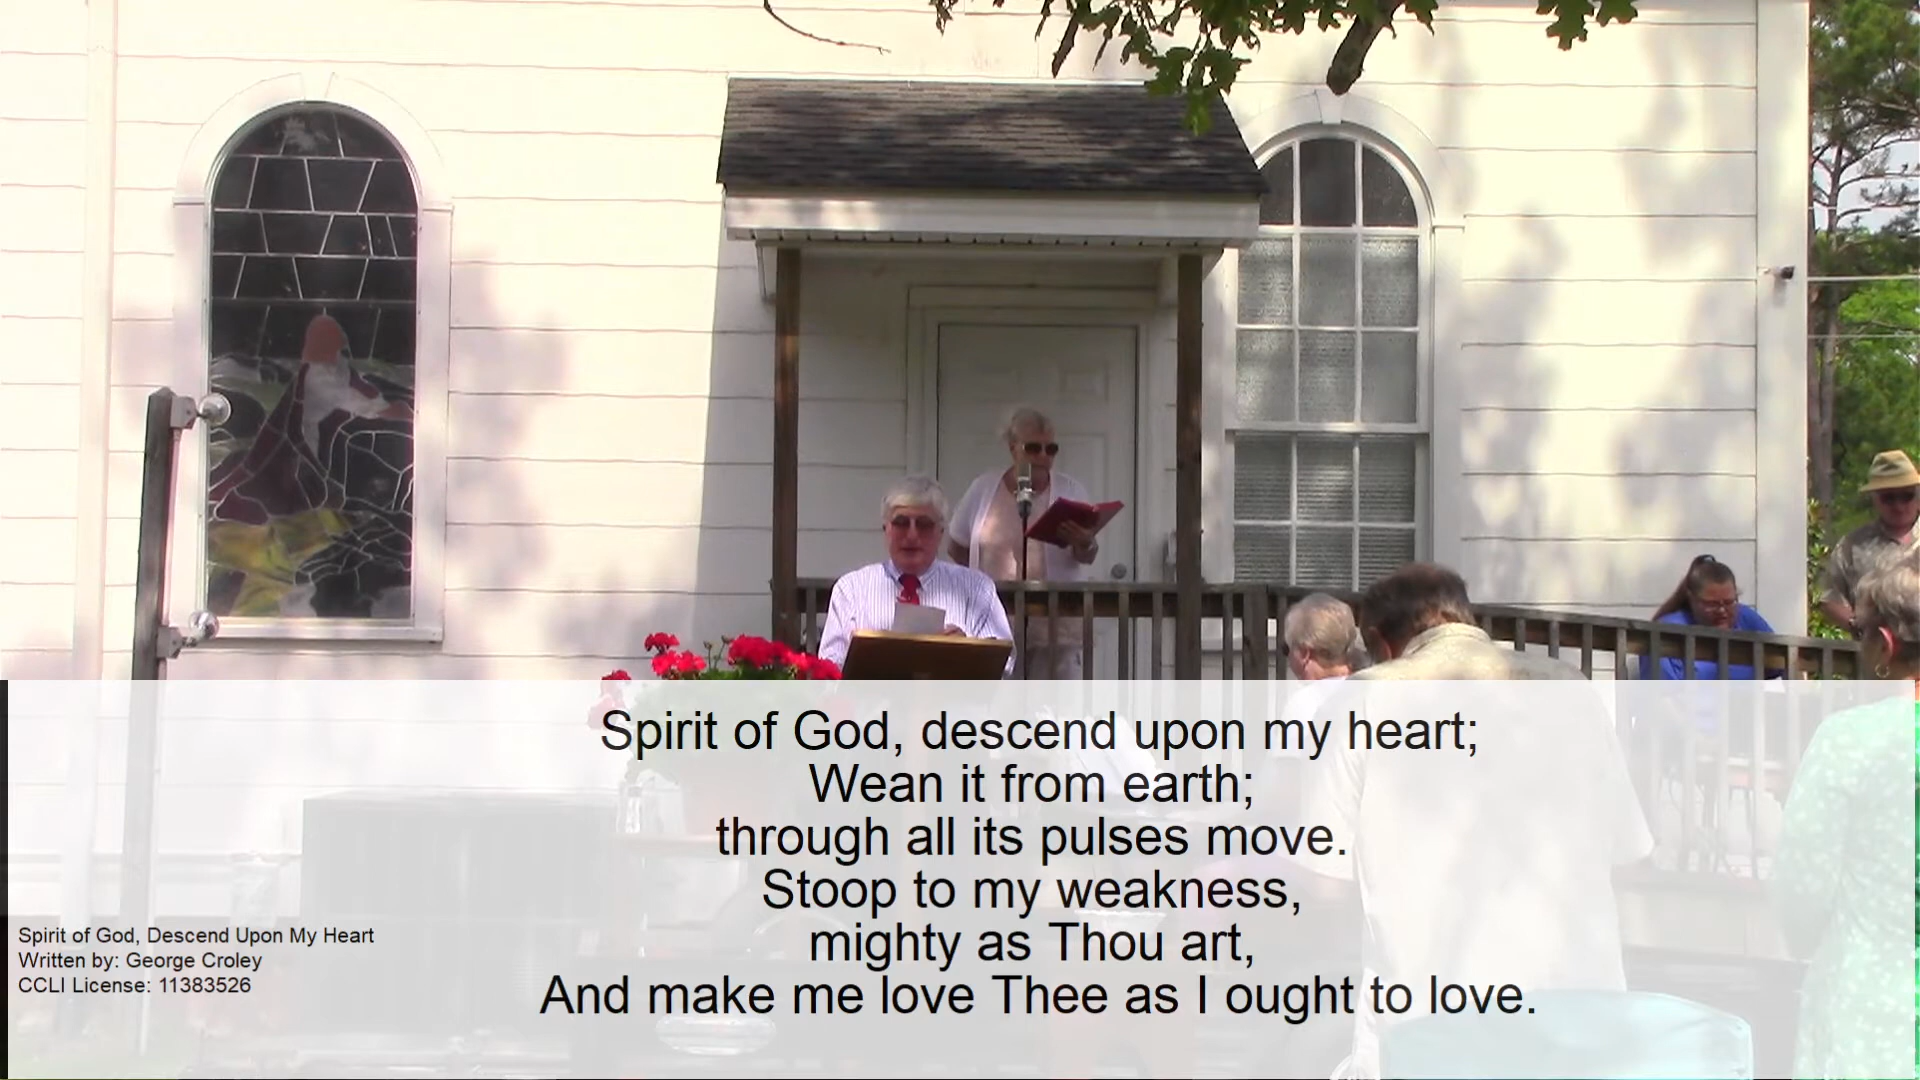 Spirit of God, descend upon my heart;
Wean it from earth;
through all its pulses move.
Stoop to my weakness,
mighty as Thou art,
And make me love Thee as I ought to love.
Spirit of God, Descend Upon My Heart
Written by: George Croley
CCLI License: 11383526